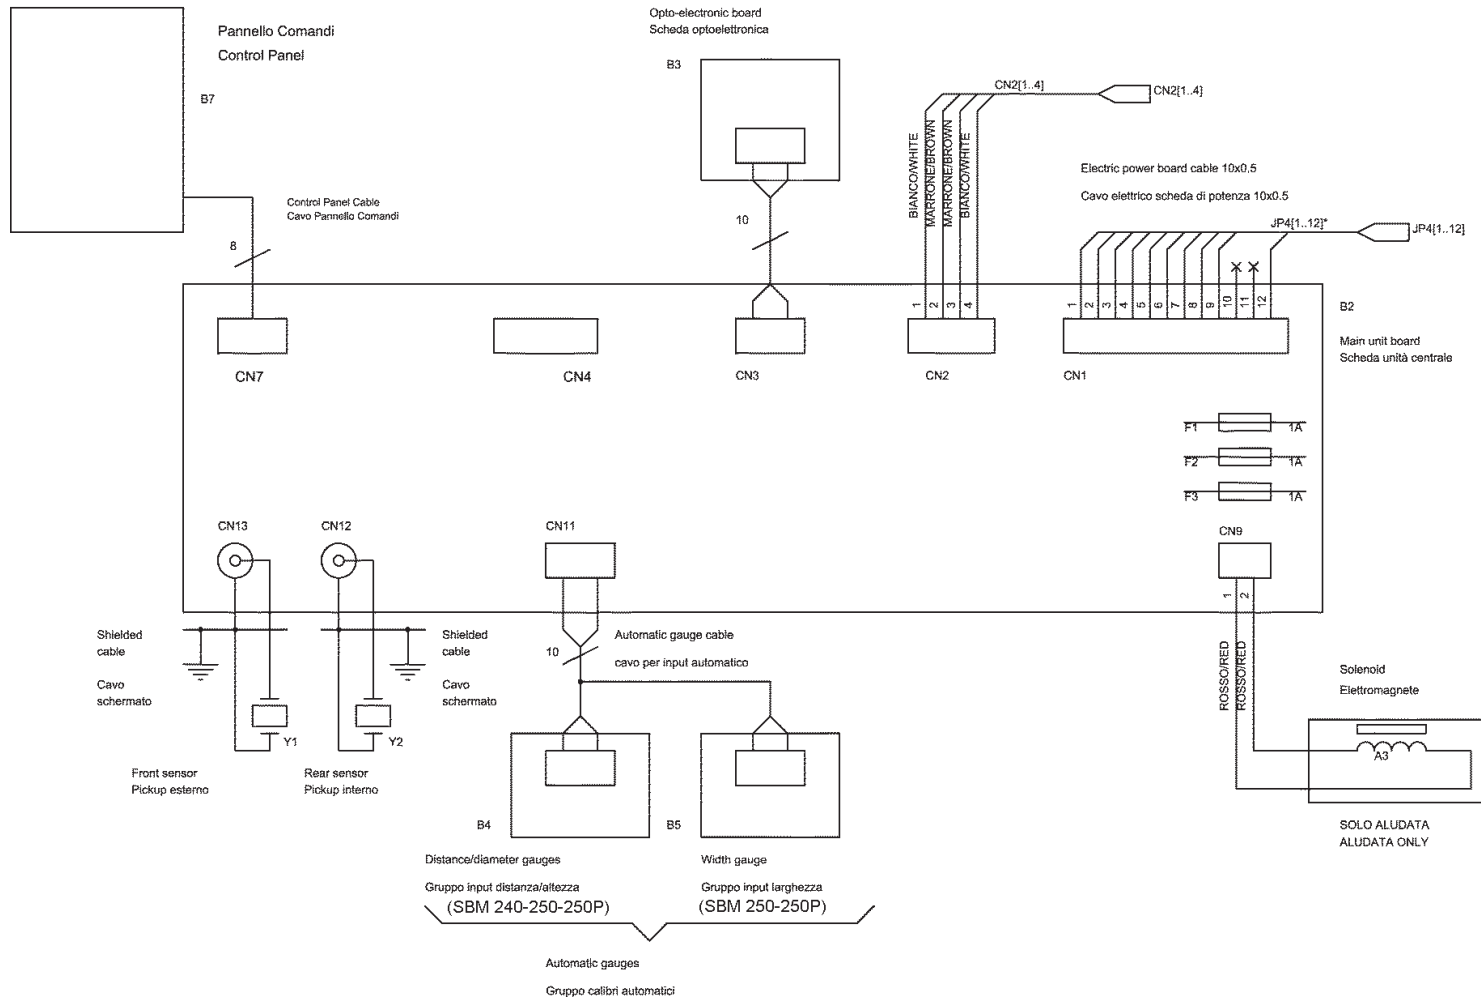 Pannello Comandi
Control Panel
B7
Opto-electronic board
Scheda optoelettronica
B3
CN2[1..4]
CN2[1..4]
BIANCO/WHITE
MARRONE/BROWN
MARRONE/BROWN
BIANCO/WHITE
Electric power board cable 10x0,5
Cavo elettrico scheda di potenza 10x0.5
JP4[1..12]*
JP4[1..12]
Control Panel Cable
Cavo Pannello Comandi
8
10
1
2
3
4
1
2
3
4
5
6
7
8
9
10
11
12
B2
Main unit board
Scheda unità centrale
CN7
CN4
CN3
CN2
CN1
F1
1A
F2
1A
F3
1A
CN13
CN12
CN11
CN9
1
2
Shielded
cable
Cavo
schermato
Shielded
cable
Cavo
schermato
10
Automatic gauge cable
cavo per input automatico
ROSSO/RED
ROSSO/RED
Solenoid
Elettromagnete
A3
Y1
Y2
Front sensor
Pickup esterno
Rear sensor
Pickup interno
B4
B5
SOLO ALUDATA
ALUDATA ONLY
Distance/diameter gauges
Gruppo input distanza/altezza
(SBM 240-250-250P)
Width gauge
Gruppo input larghezza
(SBM 250-250P)
Automatic gauges
Gruppo calibri automatici